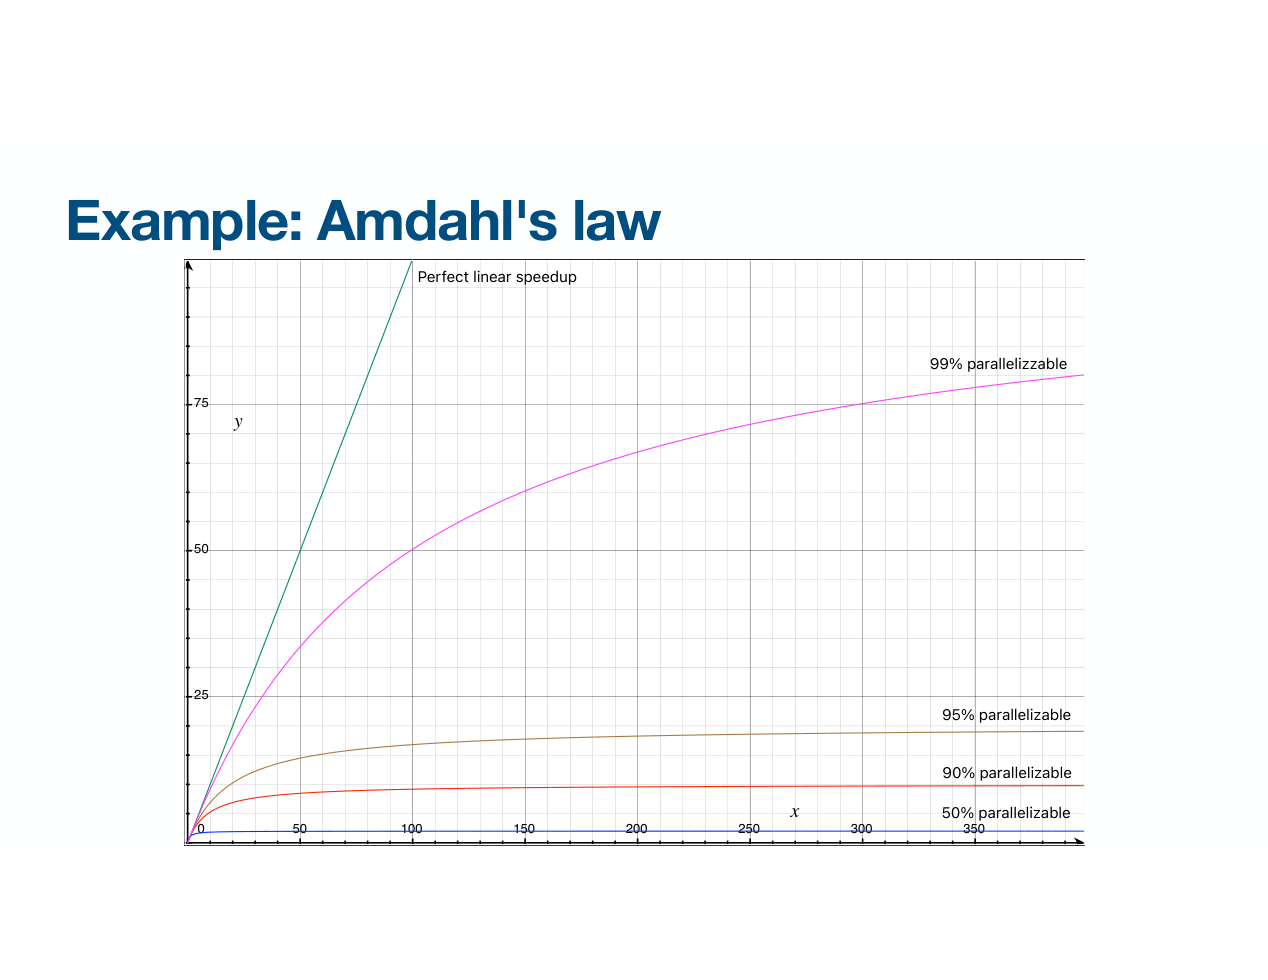 Example: Amdahl's law
Perfect linear speedup
99% parallelizzable
75
y
50
25
95% parallelizable
90% parallelizable
x
50% parallelizable
0 50 100 150 200 250 300 350